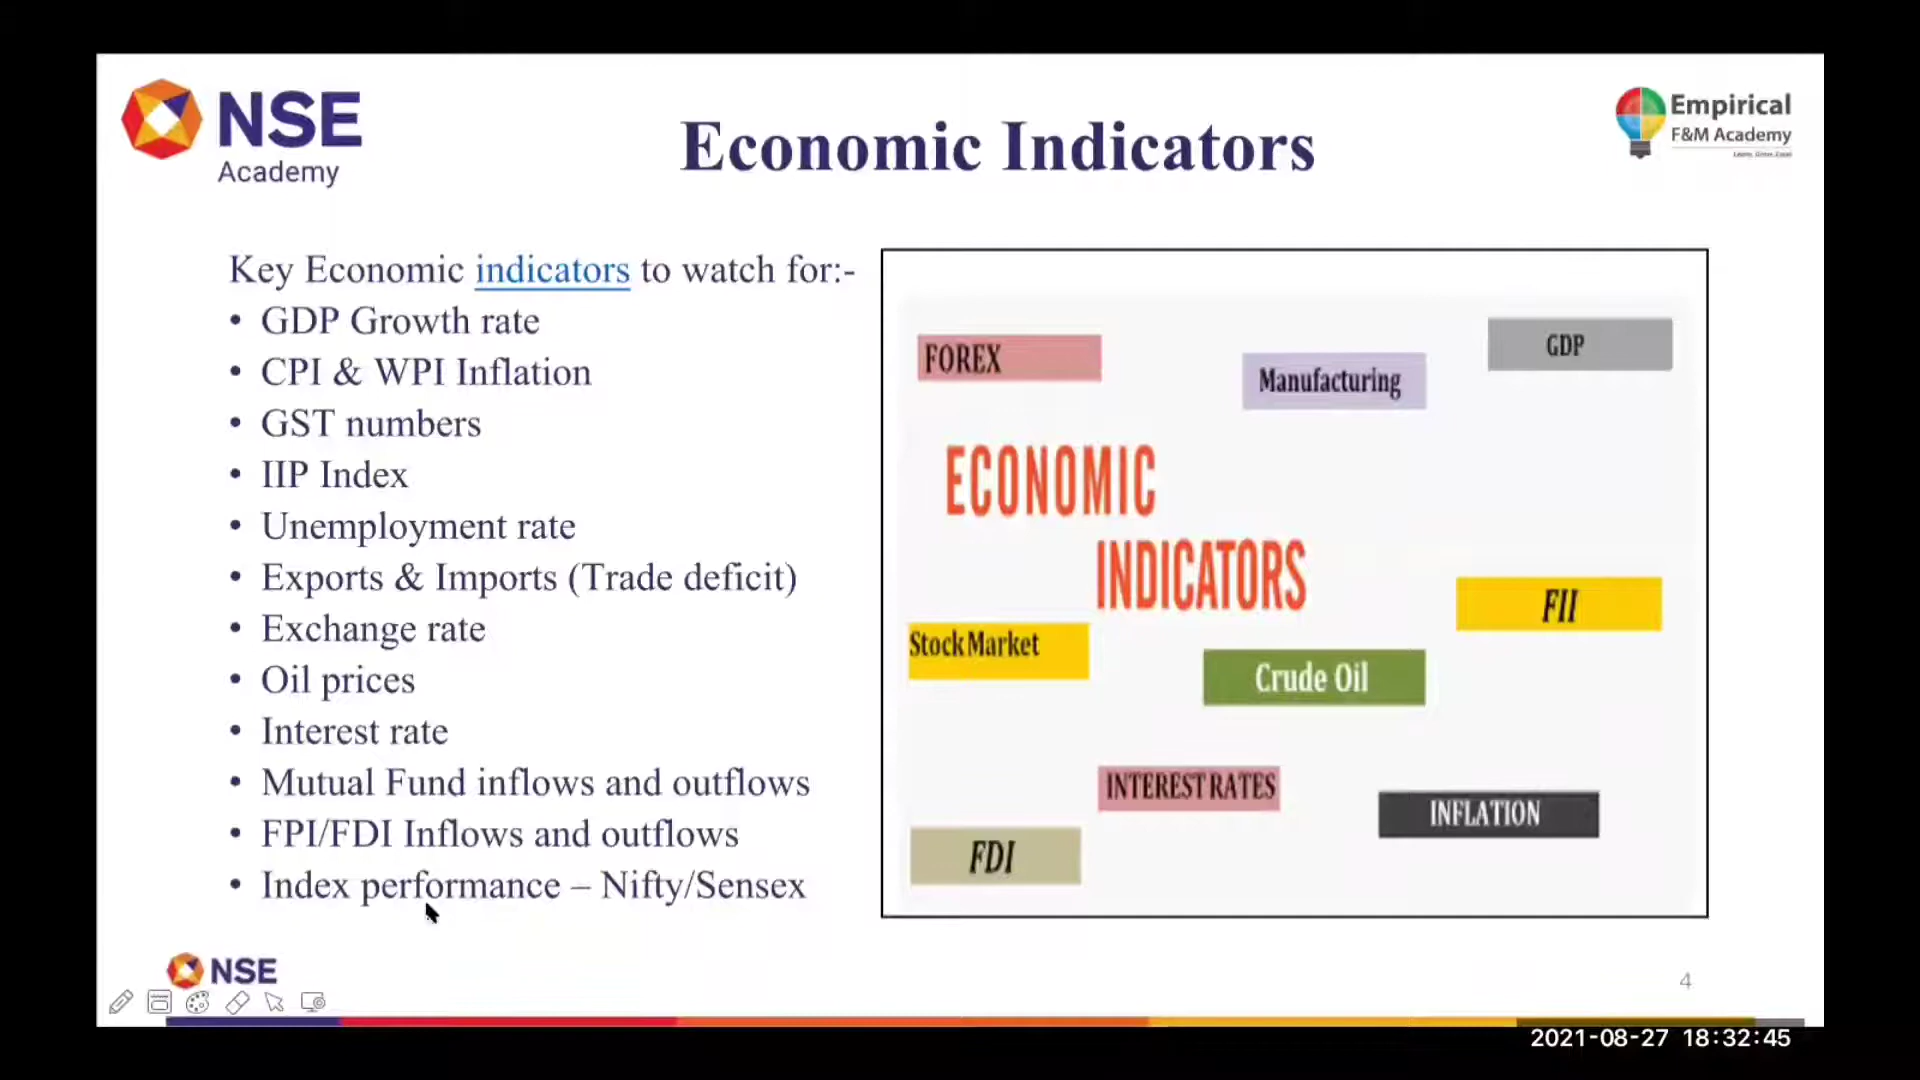 NSE
Academy
Economic Indicators
Empirical
F&M Academy
Key Economic indicators to watch for:-
• GDP Growth rate
• CPI & WPI Inflation
• GST numbers
• IIP Index
• Unemployment rate
• Exports & Imports (Trade deficit)
• Exchange rate
• Oil prices
• Interest rate
• Mutual Fund inflows and outflows
• FPI/FDI Inflows and outflows
• Index performance – Nifty/Sensex
FOREX
Manufacturing
GDP
ECONOMIC
INDICATORS
FII
Stock Market
Crude Oil
INTEREST RATES
INFLATION
FDI
NSE
4
2021-08-27 18:32:45